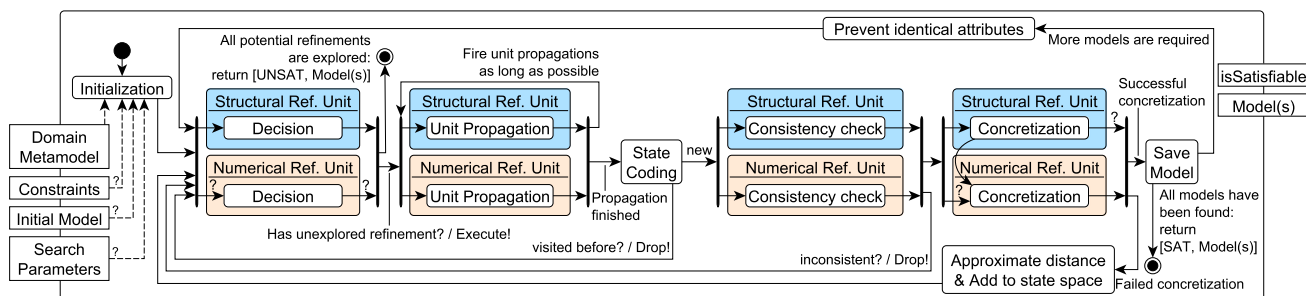 Prevent identical attributes
More models are required
All potential refinements
are explored:
return [UNSAT, Model(s)]
Fire unit propagations
as long as possible
Successful
concretization
isSatisfiable
Model(s)
Initialization
Structural Ref. Unit
Decision
Structural Ref. Unit
Unit Propagation
Structural Ref. Unit
Consistency check
Structural Ref. Unit
Concretization
?
Domain
Metamodel
Constraints
?
Initial Model
?
Search
Parameters
?
Numerical Ref. Unit
?
Decision
?
Numerical Ref. Unit
Unit Propagation
State
Coding
new
Numerical Ref. Unit
Consistency check
Numerical Ref. Unit
?
Concretization
Save
Model
Propagation
finished
Has unexplored refinement? / Execute!
visited before? / Drop!
inconsistent? / Drop!
All models have
been found:
return
[SAT, Model(s)]
Approximate distance
& Add to state space
Failed concretization